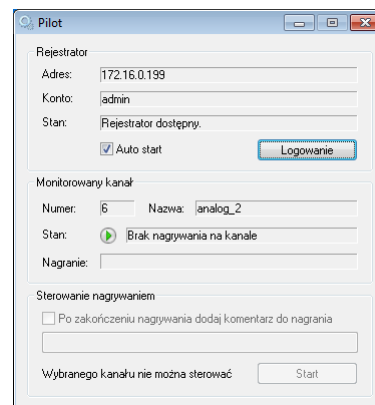 Pilot
Rejestrator
Adres: 172.16.0.199
Konto: admin
Stan: Rejestrator dostępny.
Auto start Logowanie
Monitorowany kanał
Numer: 6 Nazwa: analog_2
Stan: Brak nagrywania na kanale
Nagranie:
Sterowanie nagrywaniem
Po zakończeniu nagrywania dodaj komentarz do nagrania
Wybranego kanału nie można sterować Start